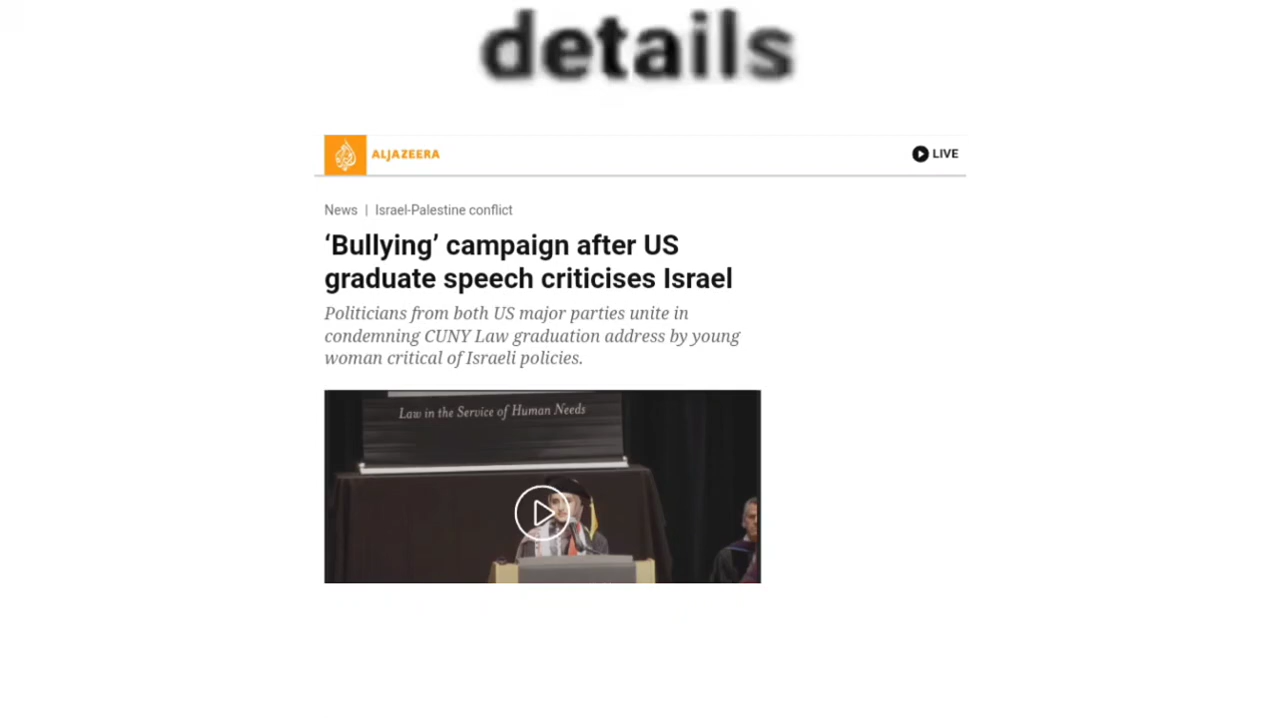 details
ALJAZEERA
LIVE
News | Israel-Palestine conflict
‘Bullying’ campaign after US
graduate speech criticises Israel
Politicians from both US major parties unite in
condemning CUNY Law graduation address by young
woman critical of Israeli policies.
Law in the Service of Human Needs